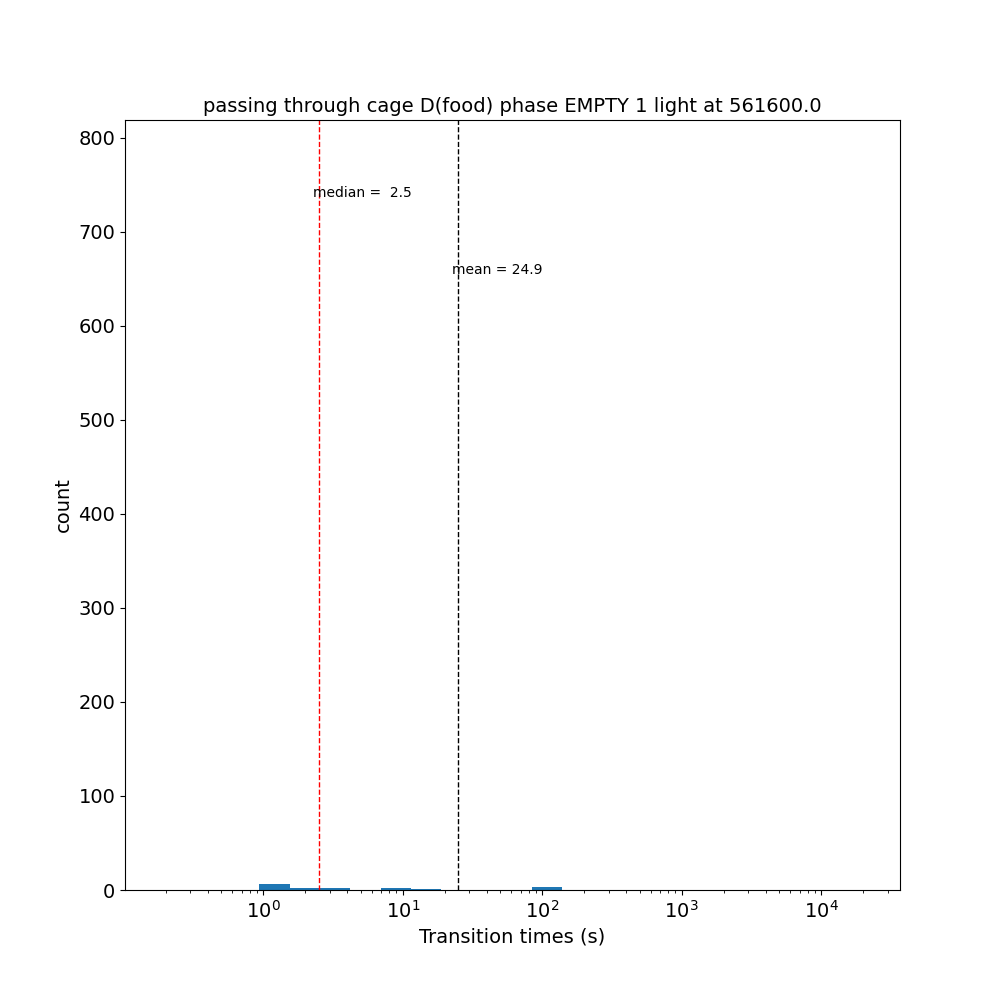 passing through cage D(food) phase EMPTY 1 light at 561600.0
800
median =  2.5
700
mean = 24.9
600
500
count
400
300
200
100
0
10^0 10^1 10^2 10^3 10^4
Transition times (s)